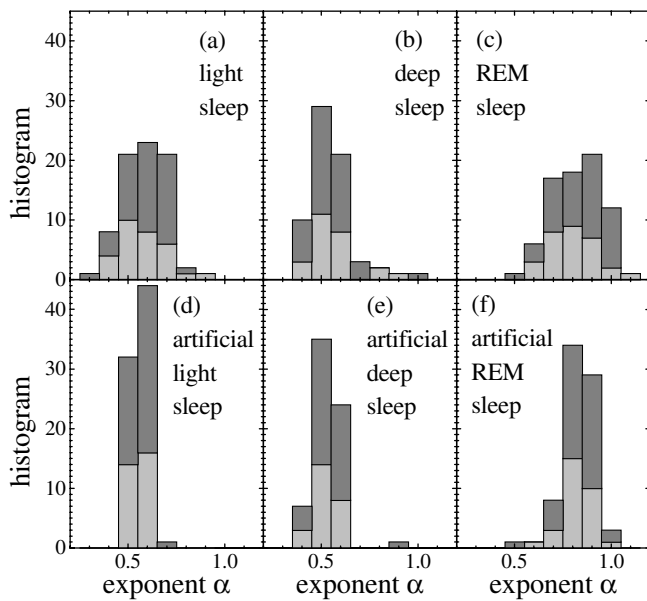 (a)
light
sleep
(b)
deep
sleep
(c)
REM
sleep
histogram
40
30
20
10
0
(d)
artificial
light
sleep
(e)
artificial
deep
sleep
(f)
artificial
REM
sleep
histogram
40
30
20
10
0
0.5 1.0 0.5 1.0 0.5 1.0
exponent α exponent α exponent α